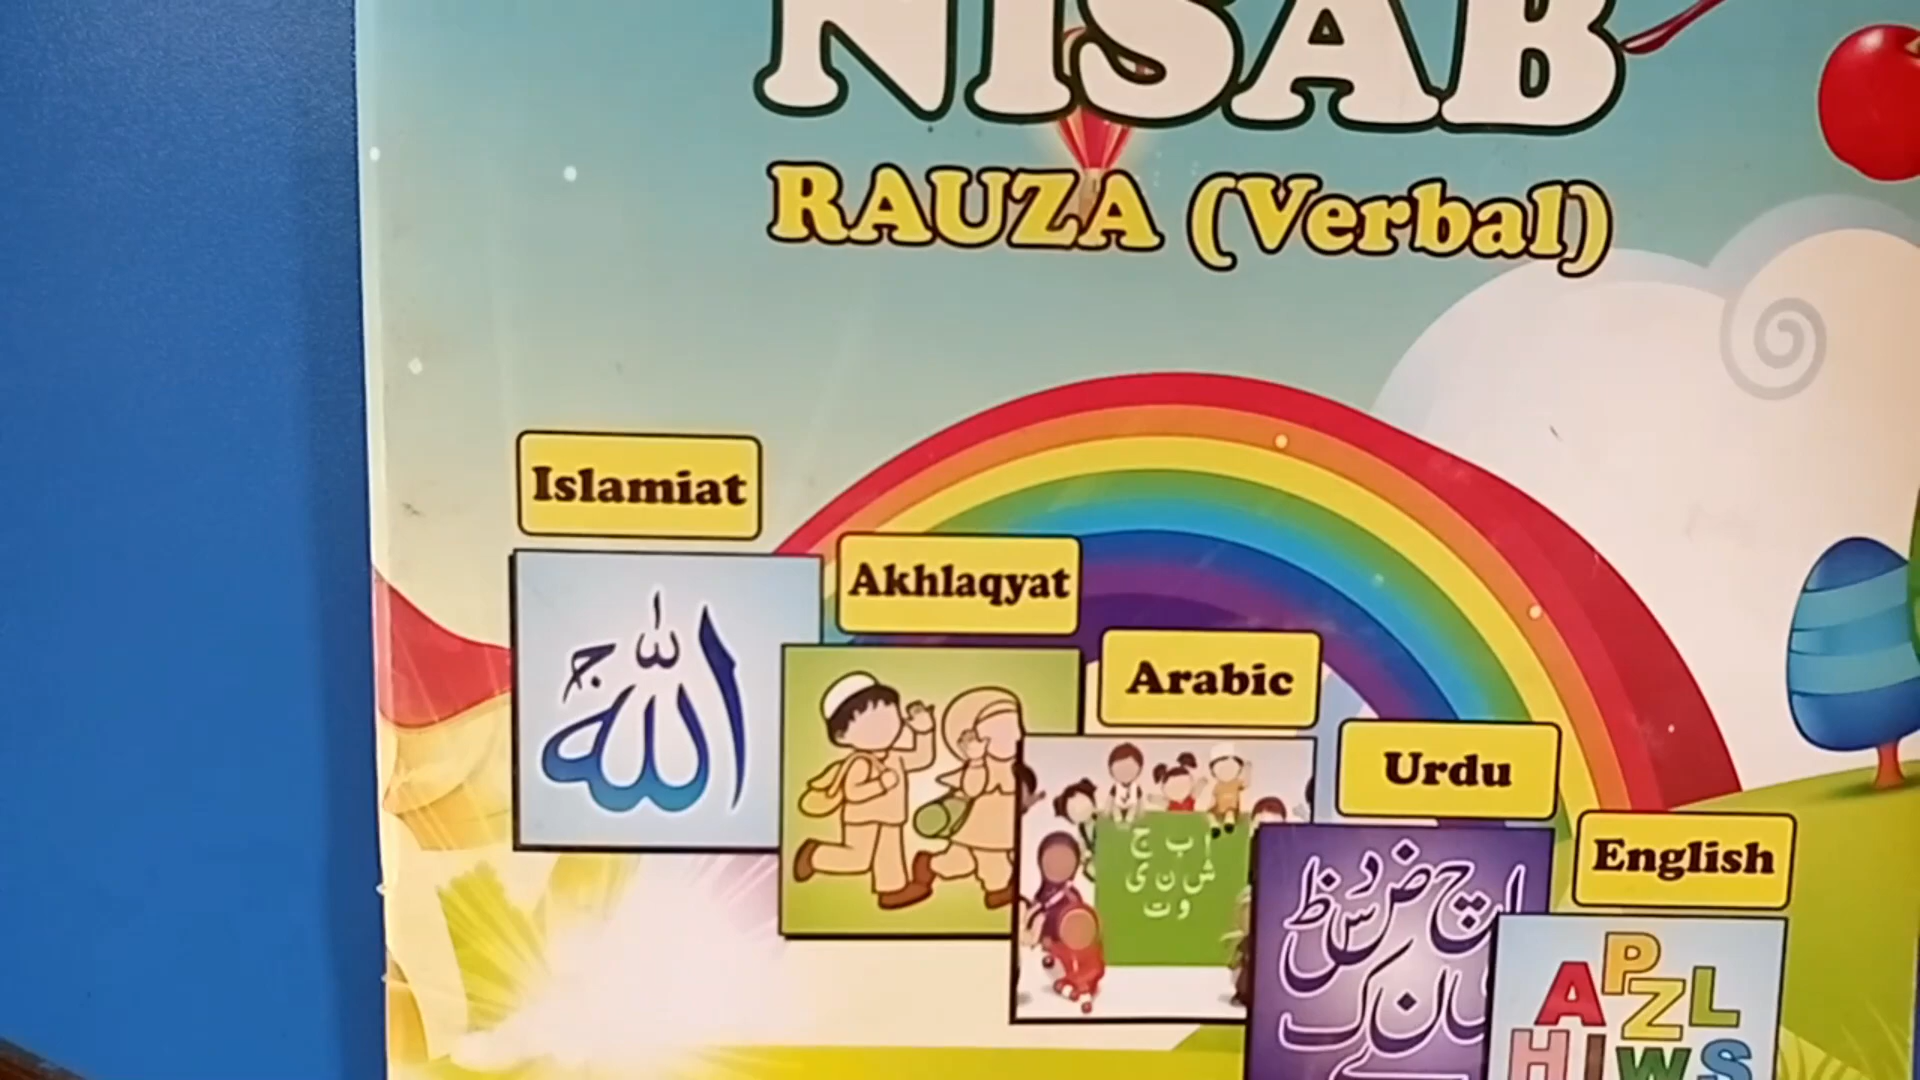 NISAB
RAUZA (Verbal)
Islamiat
Akhlaqyat
Arabic
Urdu
English
الله
ا ب ج
ش ن ی
و ت
P
A Z L
H I W S